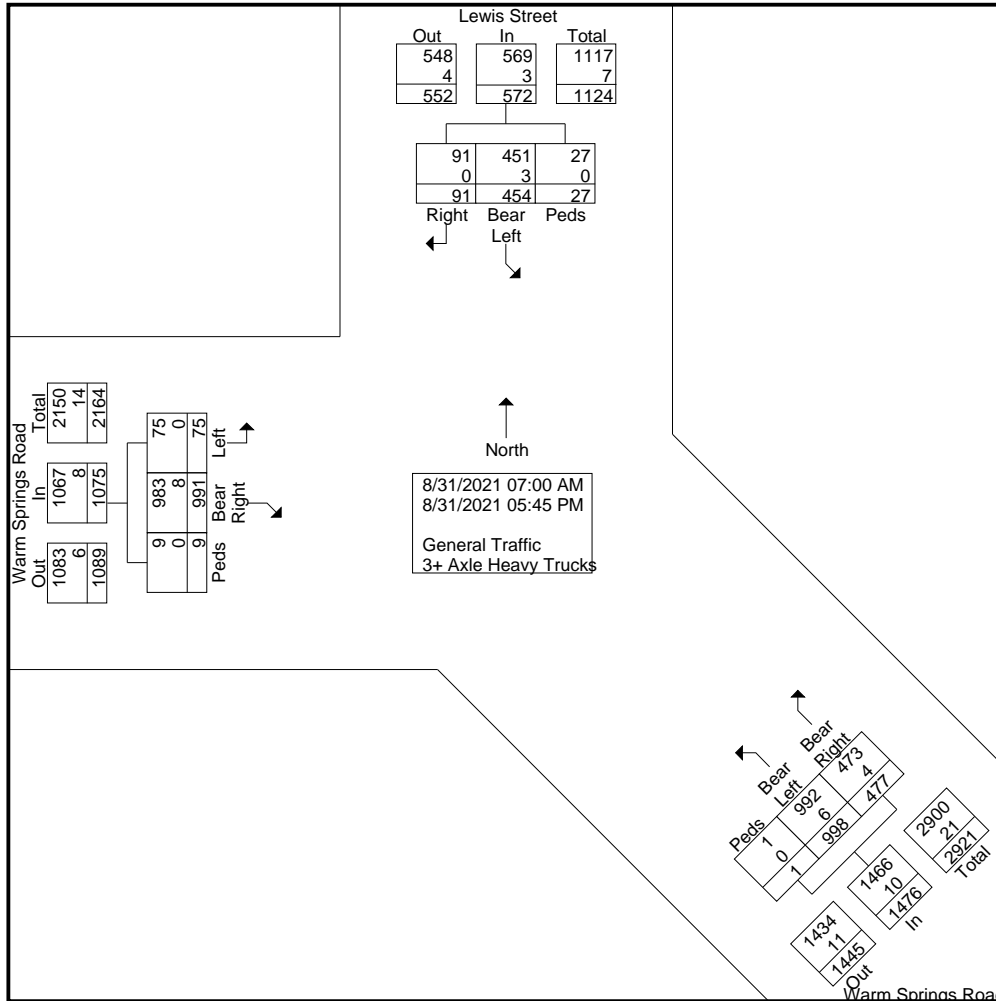 Lewis Street
Out In Total
548 569 1117
4 3 7
552 572 1124
91 451 27
0 3 0
91 454 27
Right Bear Left Peds
Warm Springs Road
Total
2150
14
2164
In
1067
8
1075
Out
1083
6
1089
Left
75
0
75
Bear Right
983
8
991
Peds
9
0
9
North
8/31/2021 07:00 AM
8/31/2021 05:45 PM
General Traffic
3+ Axle Heavy Trucks
Bear Right
473
4
477
Bear Left
992
6
998
Peds
1
0
1
2900
21
2921
Total
1466
10
1476
In
1434
11
1445
Out
Warm Springs Road